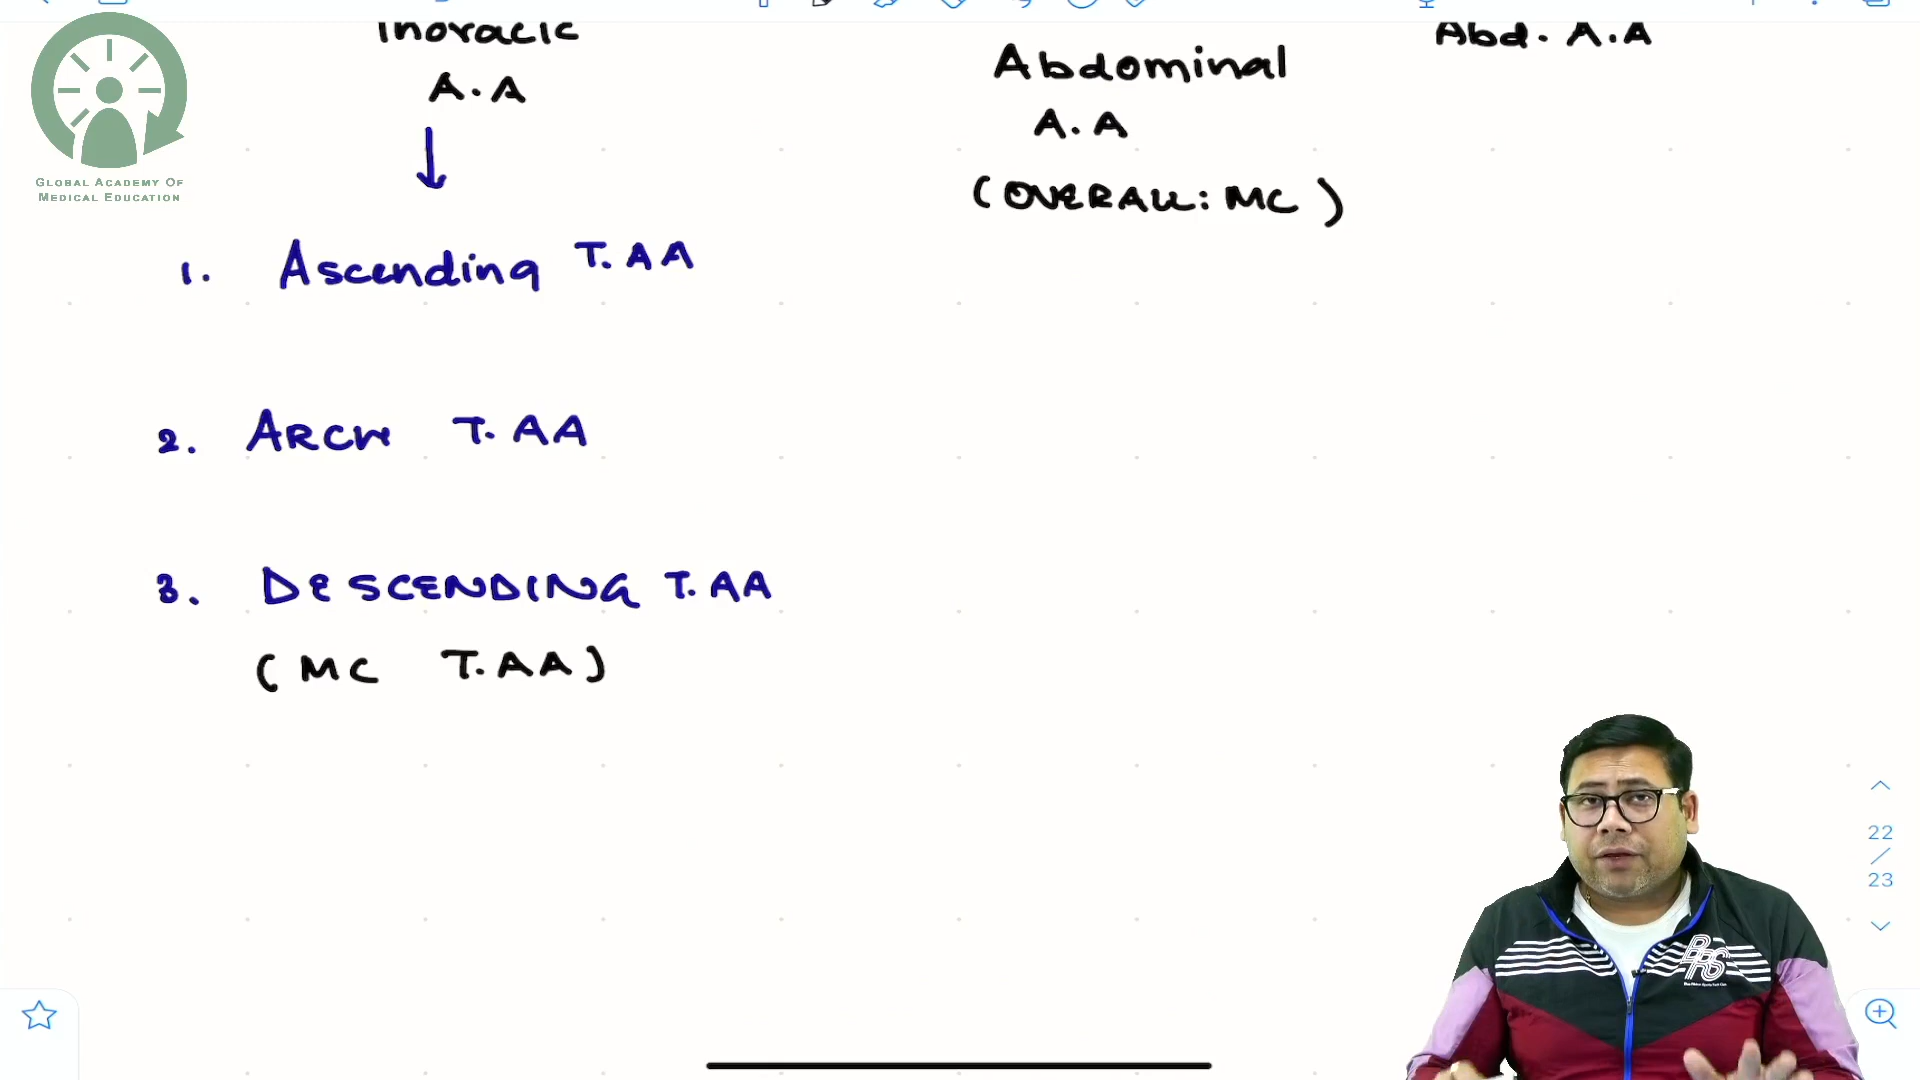 Thoracic
A.A
Abdominal
A.A
(OVERALL: MC)
Abd. A.A
1. Ascending T.AA
2. ARCH T.AA
3. DESCENDING T.AA
(MC T.AA)
GLOBAL ACADEMY OF
MEDICAL EDUCATION
22
/
23